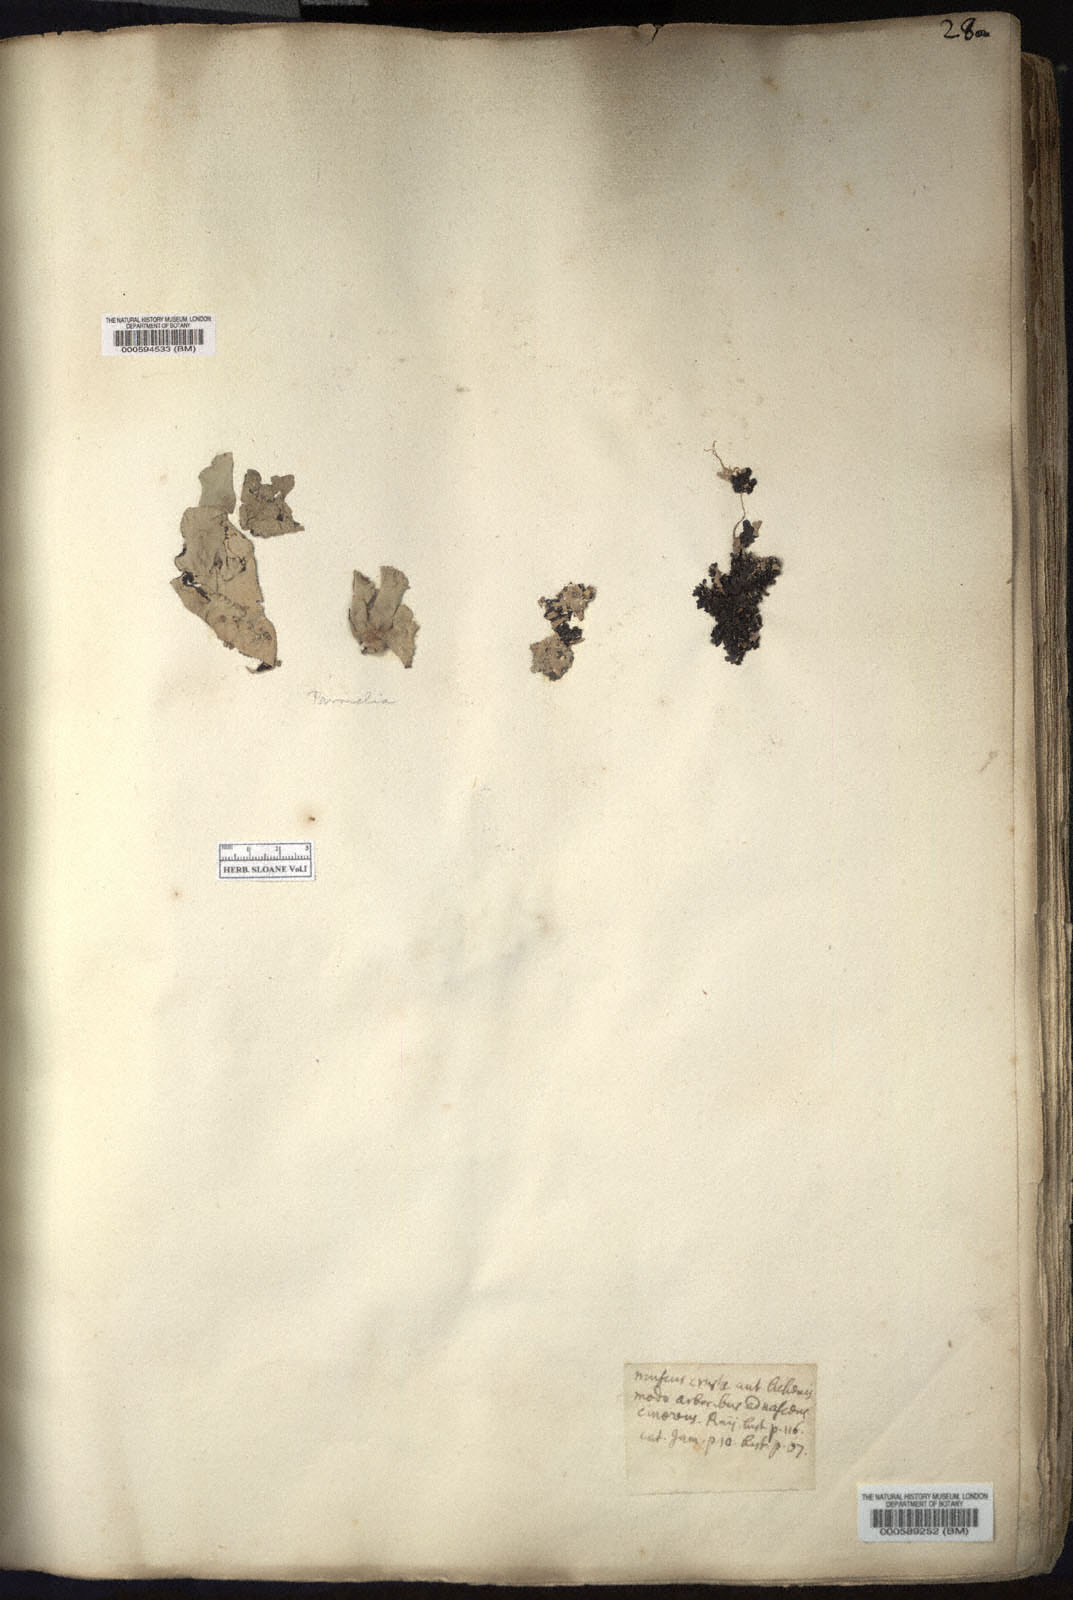 28
THE NATURAL HISTORY MUSEUM, LONDON
DEPARTMENT OF BOTANY
000594533 (BM)
Parmelia
HERB. SLOANE Vol.I
muscus crusta aut lichenis
modo arboribus adnascens
cinereus. Raij. hist. p. 116.
cat. Jam. p. 10. hist. p. 57.
THE NATURAL HISTORY MUSEUM, LONDON
DEPARTMENT OF BOTANY
000589252 (BM)